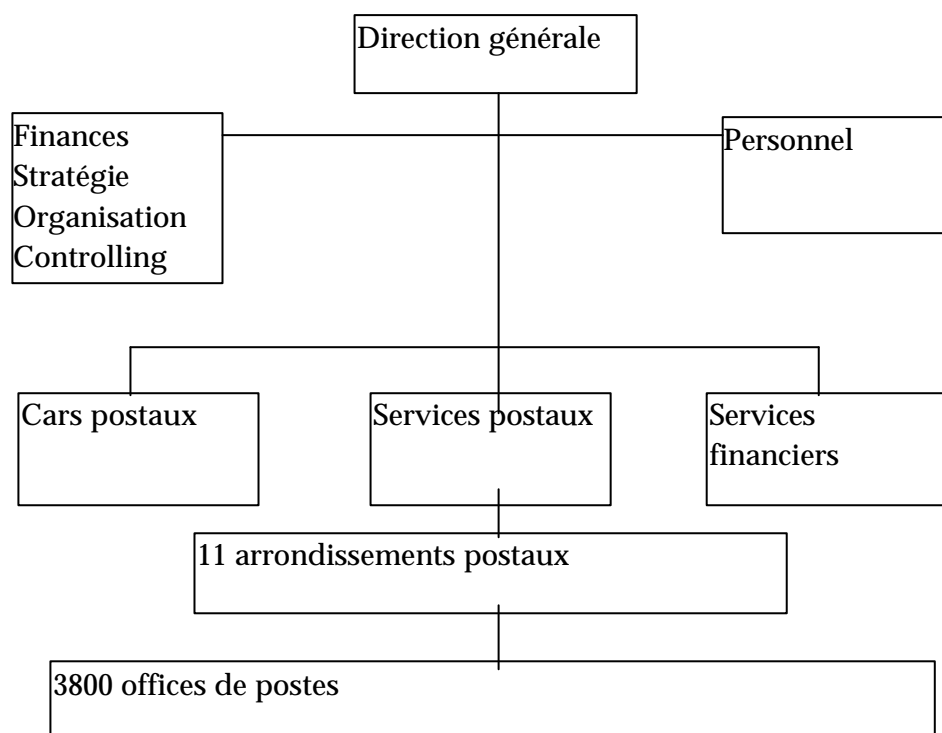 Direction générale
Finances
Stratégie
Organisation
Controlling
Personnel
Cars postaux
Services postaux
Services
financiers
11 arrondissements postaux
3800 offices de postes